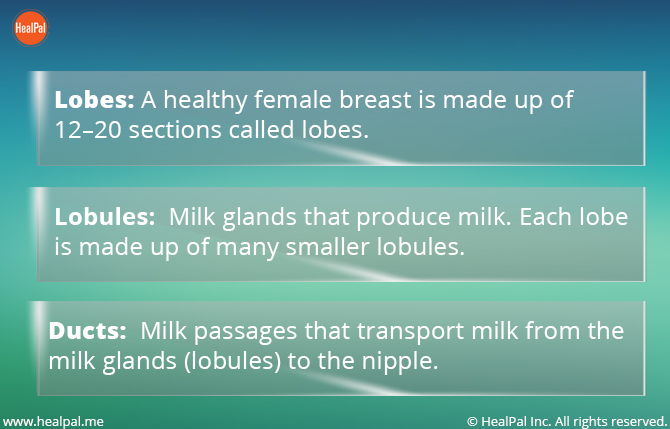 HealPal
Lobes: A healthy female breast is made up of
12–20 sections called lobes.
Lobules:  Milk glands that produce milk. Each lobe
is made up of many smaller lobules.
Ducts:  Milk passages that transport milk from the
milk glands (lobules) to the nipple.
www.healpal.me
© HealPal Inc. All rights reserved.